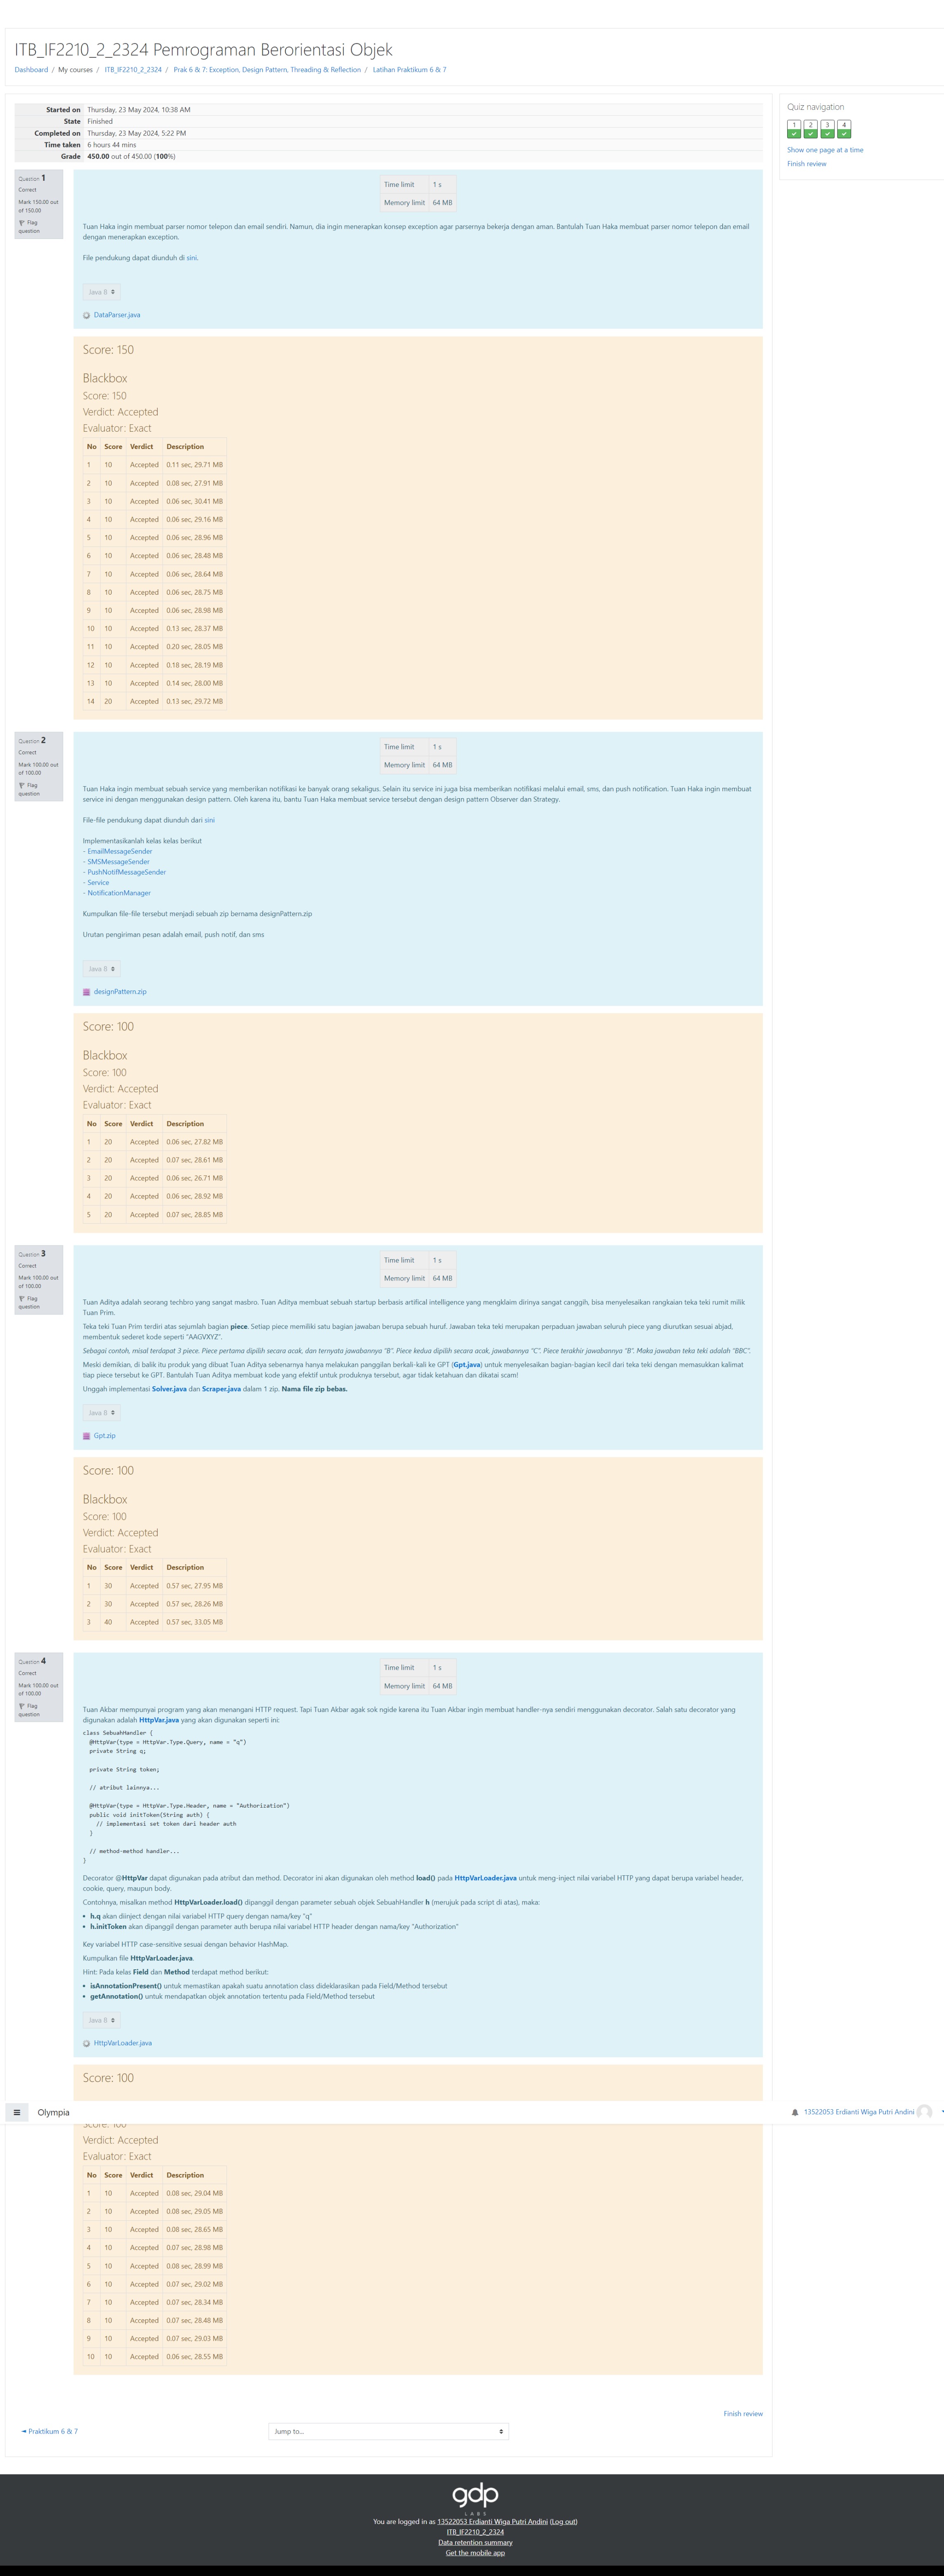 ITB_IF2210_2_2324 Pemrograman Berorientasi Objek
Dashboard / My courses / ITB_IF2210_2_2324 / Prak 6 & 7: Exception, Design Pattern, Threading & Reflection / Latihan Praktikum 6 & 7
Started on Thursday, 23 May 2024, 10:38 AM
State Finished
Completed on Thursday, 23 May 2024, 5:22 PM
Time taken 6 hours 44 mins
Grade 450.00 out of 450.00 (100%)
Quiz navigation
1 2 3 4
Show one page at a time
Finish review
Question 1
Correct
Mark 150.00 out
of 150.00
Flag
question
Time limit 1 s
Memory limit 64 MB
Tuan Haka ingin membuat parser nomor telepon dan email sendiri. Namun, dia ingin menerapkan konsep exception agar parsernya bekerja dengan aman. Bantulah Tuan Haka membuat parser nomor telepon dan email
dengan menerapkan exception.
File pendukung dapat diunduh di sini.
Java 8
DataParser.java
Score: 150
Blackbox
Score: 150
Verdict: Accepted
Evaluator: Exact
No Score Verdict Description
1 10 Accepted 0.11 sec, 29.71 MB
2 10 Accepted 0.08 sec, 27.91 MB
3 10 Accepted 0.06 sec, 30.41 MB
4 10 Accepted 0.06 sec, 29.16 MB
5 10 Accepted 0.06 sec, 28.96 MB
6 10 Accepted 0.06 sec, 28.48 MB
7 10 Accepted 0.06 sec, 28.64 MB
8 10 Accepted 0.06 sec, 28.75 MB
9 10 Accepted 0.06 sec, 28.98 MB
10 10 Accepted 0.13 sec, 28.37 MB
11 10 Accepted 0.20 sec, 28.05 MB
12 10 Accepted 0.18 sec, 28.19 MB
13 10 Accepted 0.14 sec, 28.00 MB
14 20 Accepted 0.13 sec, 29.72 MB
Question 2
Correct
Mark 100.00 out
of 100.00
Flag
question
Time limit 1 s
Memory limit 64 MB
Tuan Haka ingin membuat sebuah service yang memberikan notifikasi ke banyak orang sekaligus. Selain itu service ini juga bisa memberikan notifikasi melalui email, sms, dan push notification. Tuan Haka ingin membuat
service ini dengan menggunakan design pattern. Oleh karena itu, bantu Tuan Haka membuat service tersebut dengan design pattern Observer dan Strategy.
File-file pendukung dapat diunduh dari sini
Implementasikanlah kelas kelas berikut
- EmailMessageSender
- SMSMessageSender
- PushNotifMessageSender
- Service
- NotificationManager
Kumpulkan file-file tersebut menjadi sebuah zip bernama designPattern.zip
Urutan pengiriman pesan adalah email, push notif, dan sms
Java 8
designPattern.zip
Score: 100
Blackbox
Score: 100
Verdict: Accepted
Evaluator: Exact
No Score Verdict Description
1 20 Accepted 0.06 sec, 27.82 MB
2 20 Accepted 0.07 sec, 28.61 MB
3 20 Accepted 0.06 sec, 26.71 MB
4 20 Accepted 0.06 sec, 28.92 MB
5 20 Accepted 0.07 sec, 28.85 MB
Question 3
Correct
Mark 100.00 out
of 100.00
Flag
question
Time limit 1 s
Memory limit 64 MB
Tuan Aditya adalah seorang techbro yang sangat masbro. Tuan Aditya membuat sebuah startup berbasis artifical intelligence yang mengklaim dirinya sangat canggih, bisa menyelesaikan rangkaian teka teki rumit milik
Tuan Prim.
Teka teki Tuan Prim terdiri atas sejumlah bagian piece. Setiap piece memiliki satu bagian jawaban berupa sebuah huruf. Jawaban teka teki merupakan perpaduan jawaban seluruh piece yang diurutkan sesuai abjad,
membentuk sederet kode seperti "AAGVXYZ".
Sebagai contoh, misal terdapat 3 piece. Piece pertama dipilih secara acak, dan ternyata jawabannya "B". Piece kedua dipilih secara acak, jawabannya "C". Piece terakhir jawabannya "B". Maka jawaban teka teki adalah "BBC".
Meski demikian, di balik itu produk yang dibuat Tuan Aditya sebenarnya hanya melakukan panggilan berkali-kali ke GPT (Gpt.java) untuk menyelesaikan bagian-bagian kecil dari teka teki dengan memasukkan kalimat
tiap piece tersebut ke GPT. Bantulah Tuan Aditya membuat kode yang efektif untuk produknya tersebut, agar tidak ketahuan dan dikatai scam!
Unggah implementasi Solver.java dan Scraper.java dalam 1 zip. Nama file zip bebas.
Java 8
Gpt.zip
Score: 100
Blackbox
Score: 100
Verdict: Accepted
Evaluator: Exact
No Score Verdict Description
1 30 Accepted 0.57 sec, 27.95 MB
2 30 Accepted 0.57 sec, 28.26 MB
3 40 Accepted 0.57 sec, 33.05 MB
Question 4
Correct
Mark 100.00 out
of 100.00
Flag
question
Time limit 1 s
Memory limit 64 MB
Tuan Akbar mempunyai program yang akan menangani HTTP request. Tapi Tuan Akbar agak sok ngide karena itu Tuan Akbar ingin membuat handler-nya sendiri menggunakan decorator. Salah satu decorator yang
digunakan adalah HttpVar.java yang akan digunakan seperti ini:
class SebuahHandler {
@HttpVar(type = HttpVar.Type.Query, name = "q")
private String q;
private String token;
// atribut lainnya...
@HttpVar(type = HttpVar.Type.Header, name = "Authorization")
public void initToken(String auth) {
// implementasi set token dari header auth
}
// method-method handler...
}
Decorator @HttpVar dapat digunakan pada atribut dan method. Decorator ini akan digunakan oleh method load() pada HttpVarLoader.java untuk meng-inject nilai variabel HTTP yang dapat berupa variabel header,
cookie, query, maupun body.
Contohnya, misalkan method HttpVarLoader.load() dipanggil dengan parameter sebuah objek SebuahHandler h (merujuk pada script di atas), maka:
• h.q akan diinject dengan nilai variabel HTTP query dengan nama/key "q"
• h.initToken akan dipanggil dengan parameter auth berupa nilai variabel HTTP header dengan nama/key "Authorization"
Key variabel HTTP case-sensitive sesuai dengan behavior HashMap.
Kumpulkan file HttpVarLoader.java.
Hint: Pada kelas Field dan Method terdapat method berikut:
• isAnnotationPresent() untuk memastikan apakah suatu annotation class dideklarasikan pada Field/Method tersebut
• getAnnotation() untuk mendapatkan objek annotation tertentu pada Field/Method tersebut
Java 8
HttpVarLoader.java
Score: 100
Olympia
13522053 Erdianti Wiga Putri Andini
Score: 100
Verdict: Accepted
Evaluator: Exact
No Score Verdict Description
1 10 Accepted 0.08 sec, 29.04 MB
2 10 Accepted 0.08 sec, 29.05 MB
3 10 Accepted 0.08 sec, 28.65 MB
4 10 Accepted 0.07 sec, 28.98 MB
5 10 Accepted 0.08 sec, 28.99 MB
6 10 Accepted 0.07 sec, 29.02 MB
7 10 Accepted 0.07 sec, 28.34 MB
8 10 Accepted 0.07 sec, 28.48 MB
9 10 Accepted 0.07 sec, 29.03 MB
10 10 Accepted 0.06 sec, 28.55 MB
Finish review
◄ Praktikum 6 & 7
Jump to...
gdp
LABS
You are logged in as 13522053 Erdianti Wiga Putri Andini (Log out)
ITB_IF2210_2_2324
Data retention summary
Get the mobile app